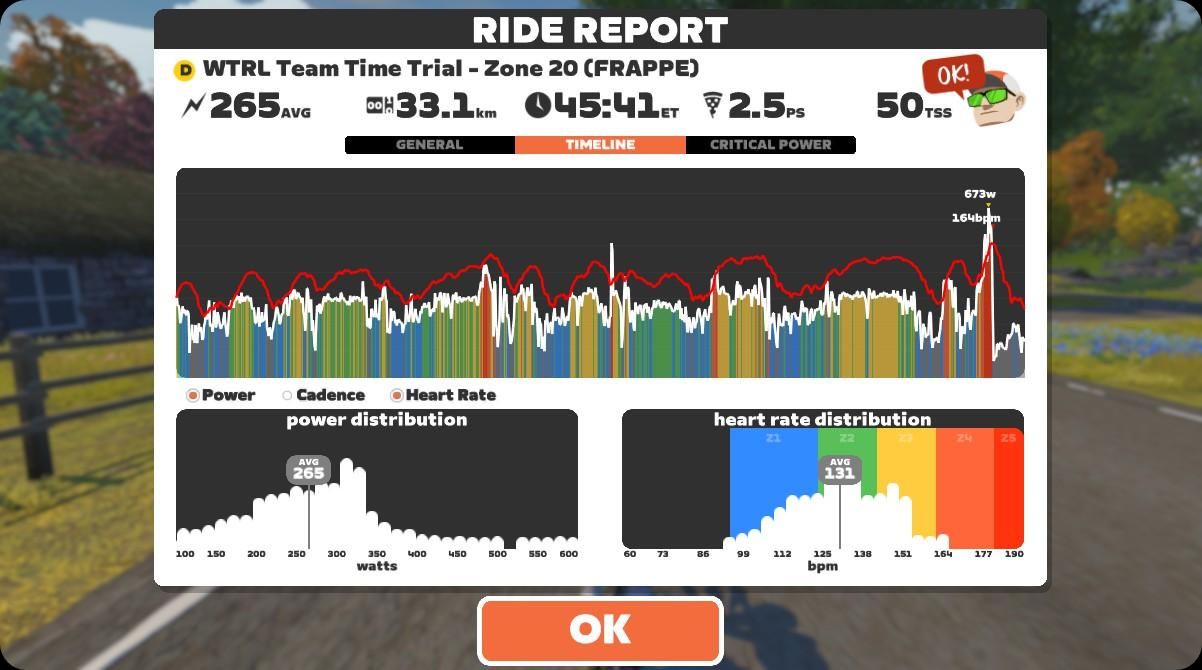 RIDE REPORT
D WTRL Team Time Trial - Zone 20 (FRAPPE)
OK!
265AVG 33.1km 45:41ET 2.5PS 50TSS
GENERAL TIMELINE CRITICAL POWER
673w
164bpm
Power Cadence Heart Rate
power distribution
AVG
265
100 150 200 250 300 350 400 450 500 550 600
watts
heart rate distribution
Z1 Z2 Z3 Z4 Z5
AVG
131
60 73 86 99 112 125 138 151 164 177 190
bpm
OK